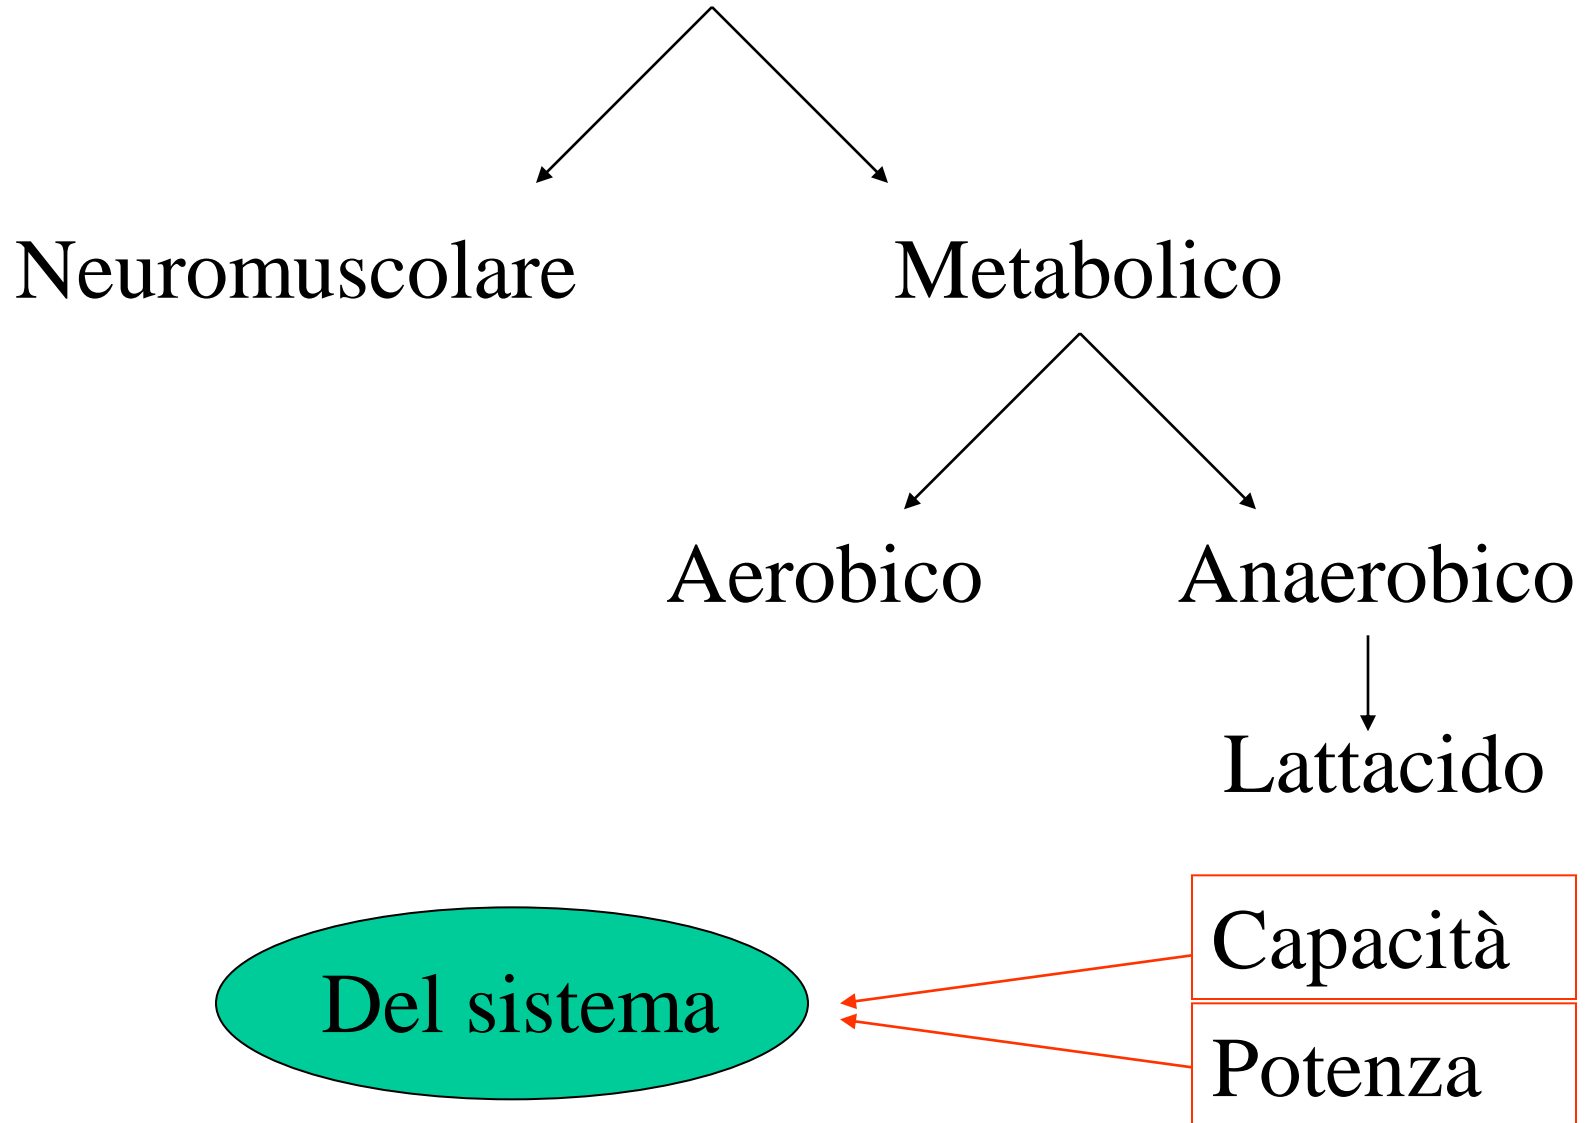 Neuromuscolare
Metabolico
Aerobico
Anaerobico
Lattacido
Capacità
Del sistema
Potenza